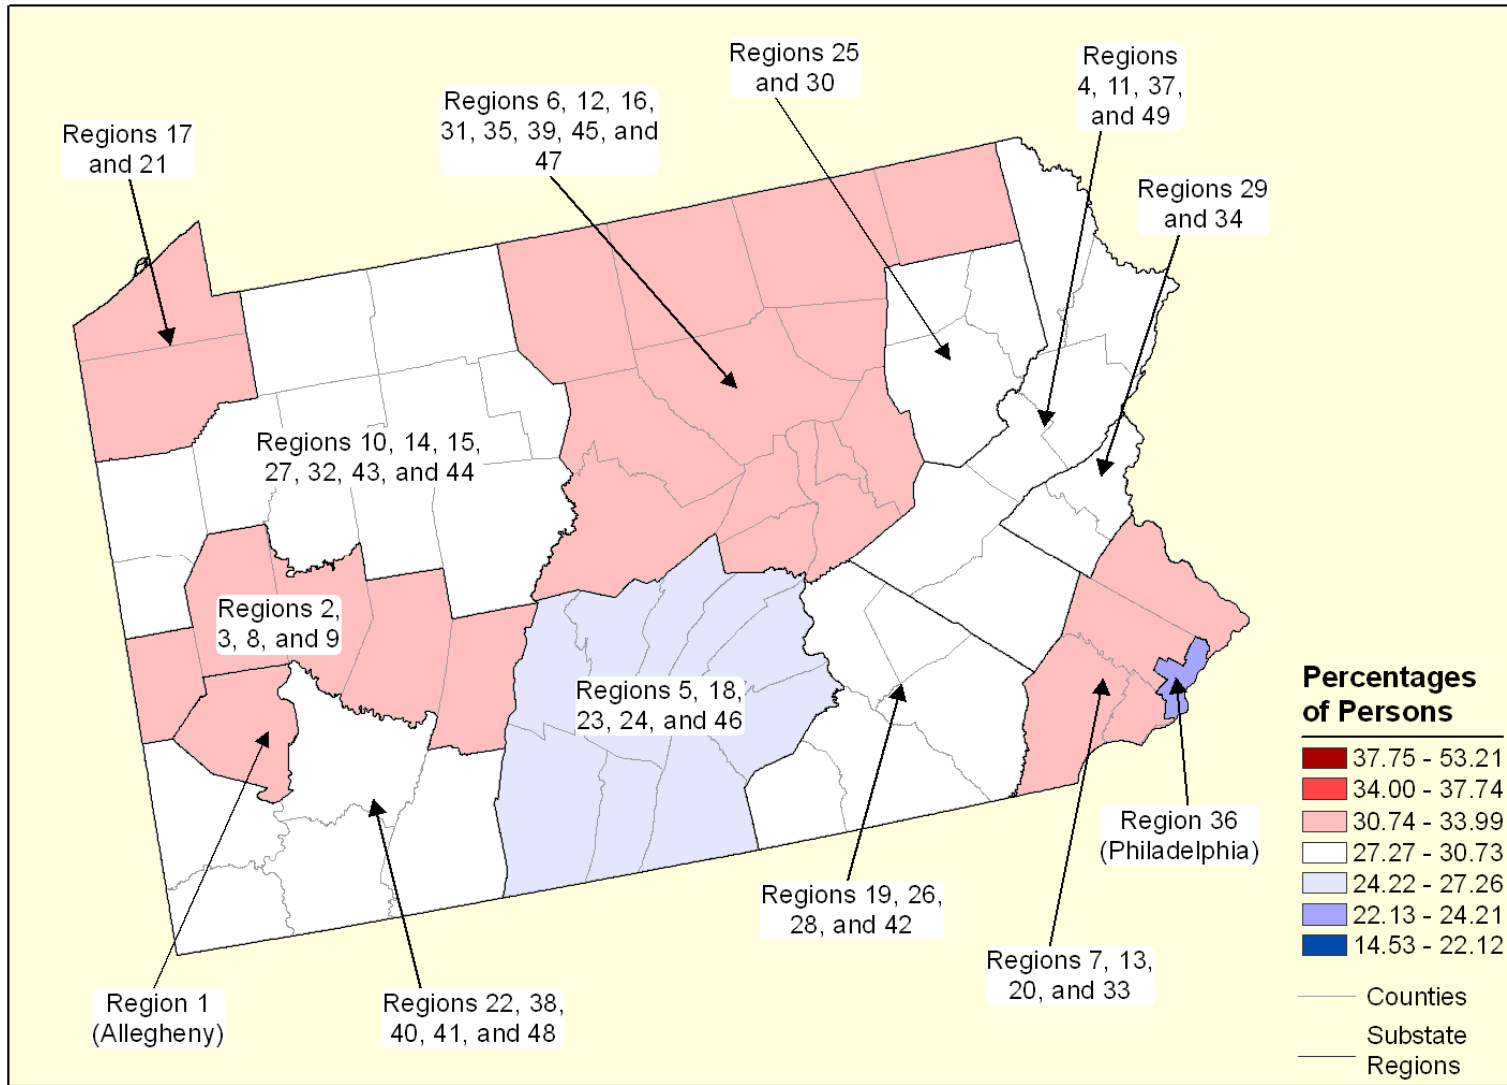 Regions 25
and 30
Regions
4, 11, 37,
and 49
Regions 6, 12, 16,
31, 35, 39, 45, and
47
Regions 17
and 21
Regions 29
and 34
Regions 10, 14, 15,
27, 32, 43, and 44
Regions 2,
3, 8, and 9
Regions 5, 18,
23, 24, and 46
Percentages
of Persons
37.75 - 53.21
34.00 - 37.74
30.74 - 33.99
27.27 - 30.73
24.22 - 27.26
22.13 - 24.21
14.53 - 22.12
Counties
Substate
Regions
Region 36
(Philadelphia)
Regions 19, 26,
28, and 42
Regions 7, 13,
20, and 33
Region 1
(Allegheny)
Regions 22, 38,
40, 41, and 48